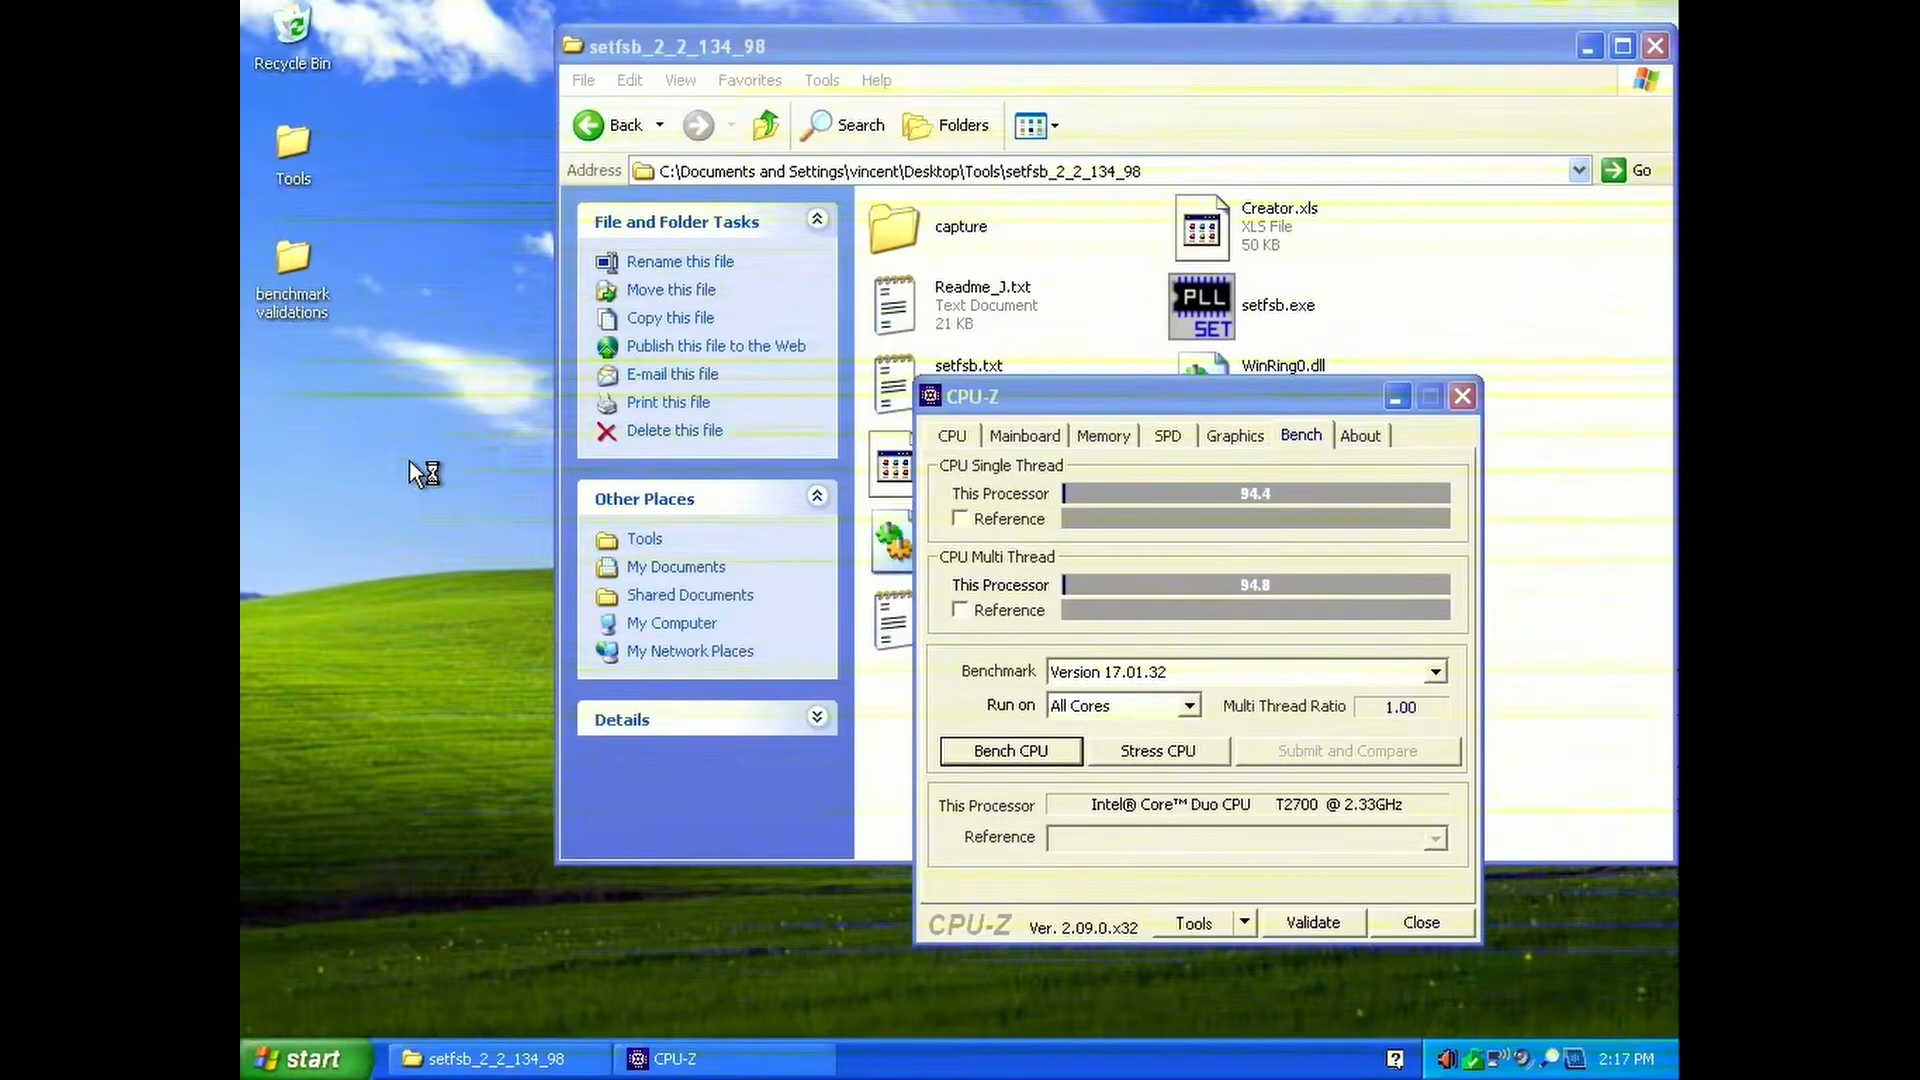 Recycle Bin
Tools
benchmark
validations
setfsb_2_2_134_98
File Edit View Favorites Tools Help
Back Search Folders
Address C:\Documents and Settings\vincent\Desktop\Tools\setfsb_2_2_134_98 Go
File and Folder Tasks
Rename this file
Move this file
Copy this file
Publish this file to the Web
E-mail this file
Print this file
Delete this file
Other Places
Tools
My Documents
Shared Documents
My Computer
My Network Places
Details
capture
Creator.xls
XLS File
50 KB
Readme_J.txt
Text Document
21 KB
PLL
SET
setfsb.exe
setfsb.txt
WinRing0.dll
CPU-Z
CPU Mainboard Memory SPD Graphics Bench About
CPU Single Thread
This Processor 94.4
Reference
CPU Multi Thread
This Processor 94.8
Reference
Benchmark Version 17.01.32
Run on All Cores Multi Thread Ratio 1.00
Bench CPU Stress CPU Submit and Compare
This Processor Intel® Core™ Duo CPU T2700 @ 2.33GHz
Reference
CPU-Z Ver. 2.09.0.x32 Tools Validate Close
start setfsb_2_2_134_98 CPU-Z 2:17 PM